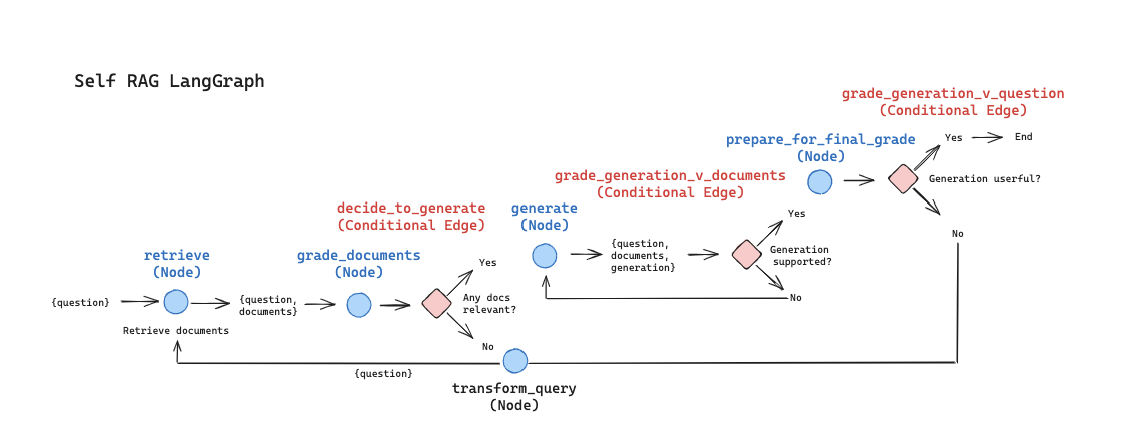 Self RAG LangGraph
grade_generation_v_question
(Conditional Edge)
prepare_for_final_grade
(Node)
Yes
End
grade_generation_v_documents
(Conditional Edge)
Generation userful?
decide_to_generate
(Conditional Edge)
generate
(Node)
Yes
No
retrieve
(Node)
grade_documents
(Node)
Yes
{question,
documents,
generation}
Generation
supported?
{question}
{question,
documents}
Any docs
relevant?
No
Retrieve documents
No
{question}
transform_query
(Node)